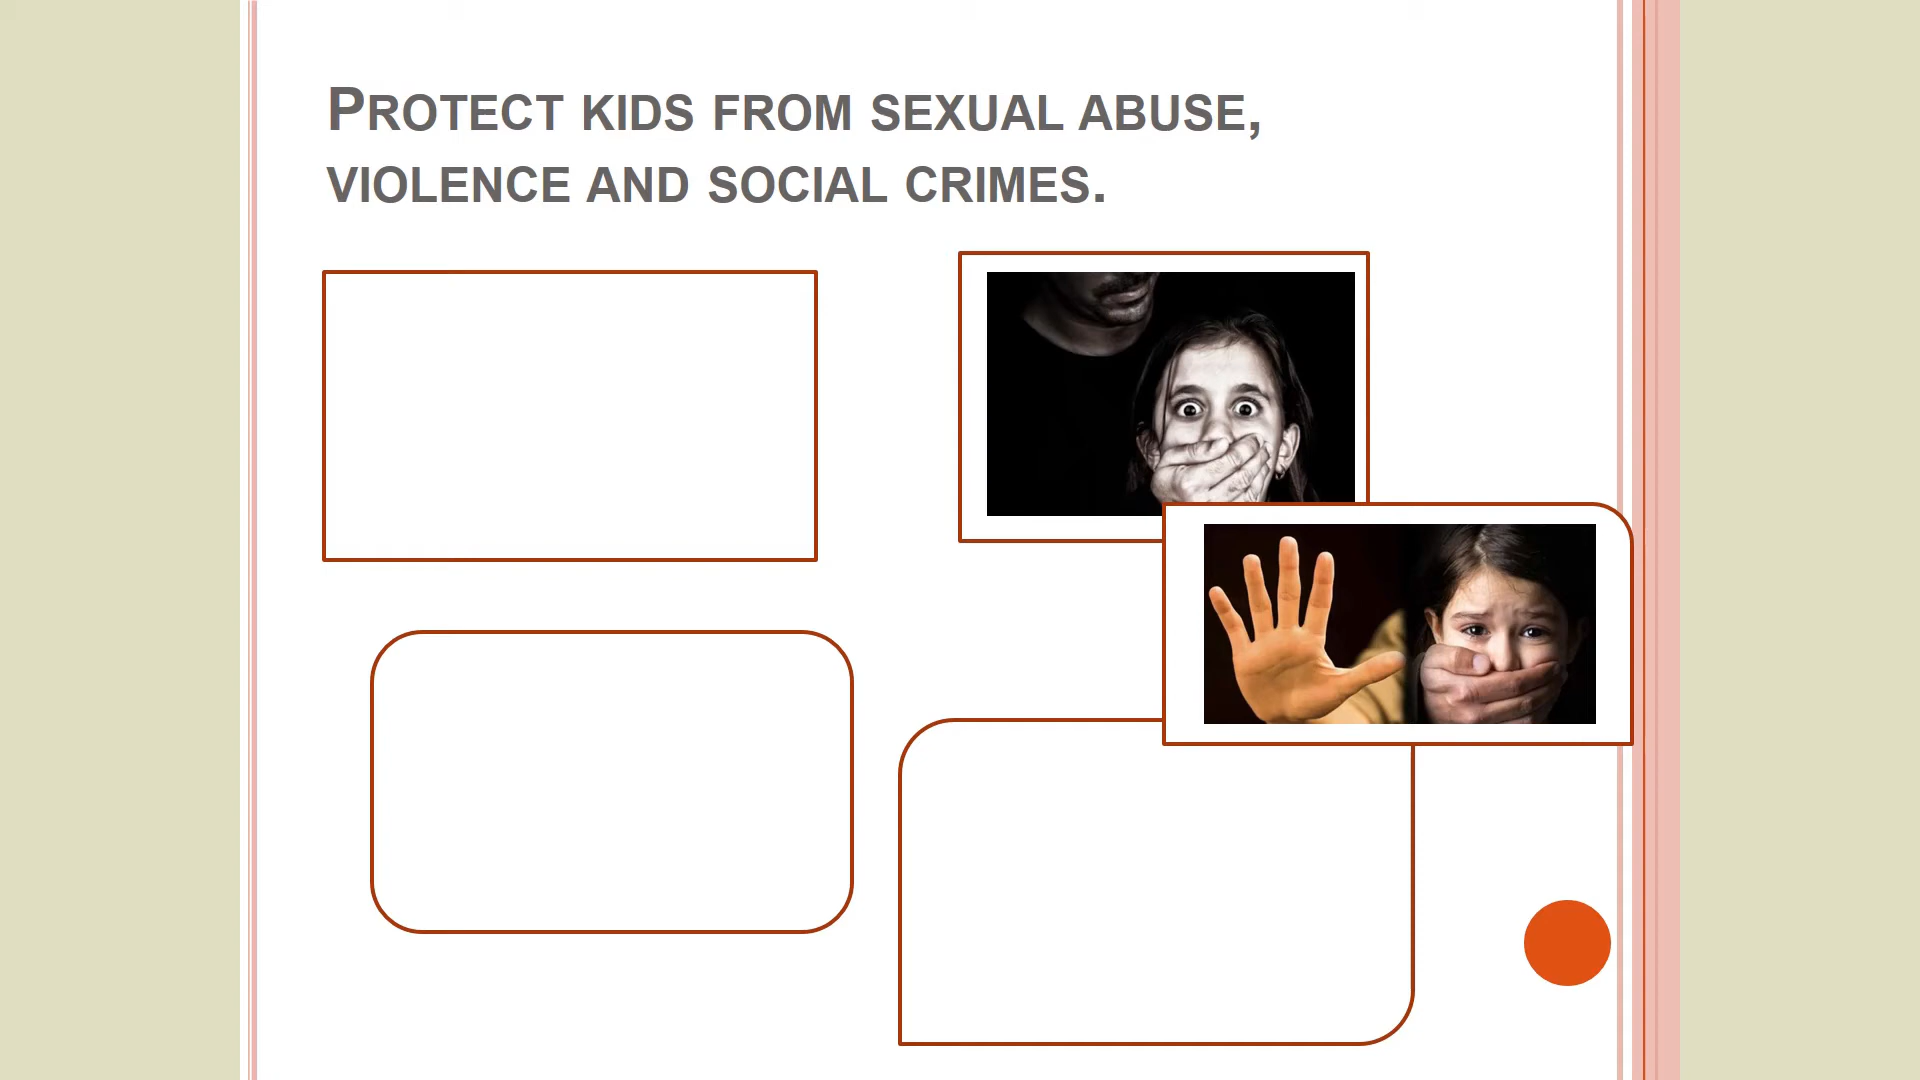 PROTECT KIDS FROM SEXUAL ABUSE,
VIOLENCE AND SOCIAL CRIMES.